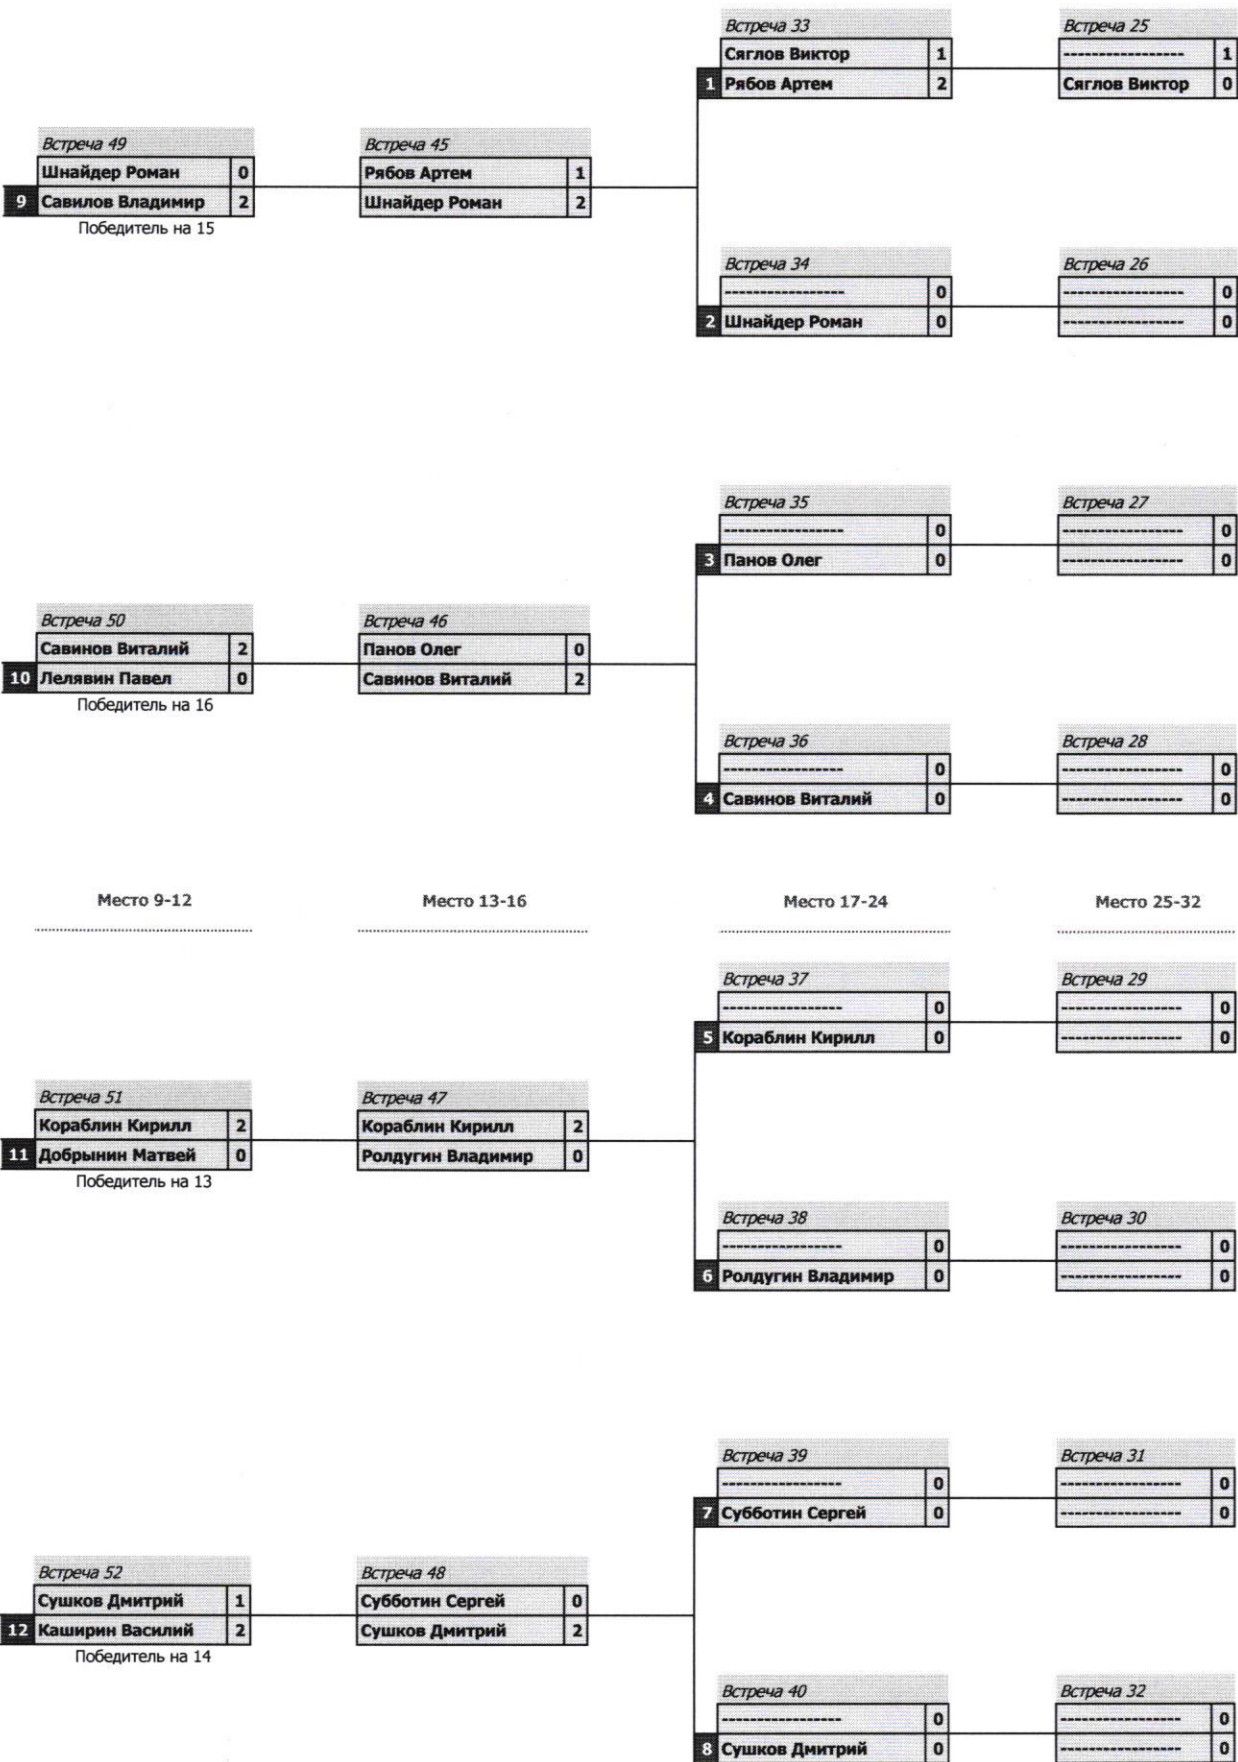 Встреча 33
Сяглов Виктор 1
1 Рябов Артем 2
Встреча 25
----------------- 1
Сяглов Виктор 0
Встреча 49
Шнайдер Роман 0
9 Савилов Владимир 2
Победитель на 15
Встреча 45
Рябов Артем 1
Шнайдер Роман 2
Встреча 34
----------------- 0
2 Шнайдер Роман 0
Встреча 26
----------------- 0
----------------- 0
Встреча 35
----------------- 0
3 Панов Олег 0
Встреча 27
----------------- 0
----------------- 0
Встреча 50
Савинов Виталий 2
10 Лелявин Павел 0
Победитель на 16
Встреча 46
Панов Олег 0
Савинов Виталий 2
Встреча 36
----------------- 0
4 Савинов Виталий 0
Встреча 28
----------------- 0
----------------- 0
Место 9-12 Место 13-16 Место 17-24 Место 25-32
Встреча 37
----------------- 0
5 Кораблин Кирилл 0
Встреча 29
----------------- 0
----------------- 0
Встреча 51
Кораблин Кирилл 2
11 Добрынин Матвей 0
Победитель на 13
Встреча 47
Кораблин Кирилл 2
Ролдугин Владимир 0
Встреча 38
----------------- 0
6 Ролдугин Владимир 0
Встреча 30
----------------- 0
----------------- 0
Встреча 39
----------------- 0
7 Субботин Сергей 0
Встреча 31
----------------- 0
----------------- 0
Встреча 52
Сушков Дмитрий 1
12 Каширин Василий 2
Победитель на 14
Встреча 48
Субботин Сергей 0
Сушков Дмитрий 2
Встреча 40
----------------- 0
8 Сушков Дмитрий 0
Встреча 32
----------------- 0
----------------- 0